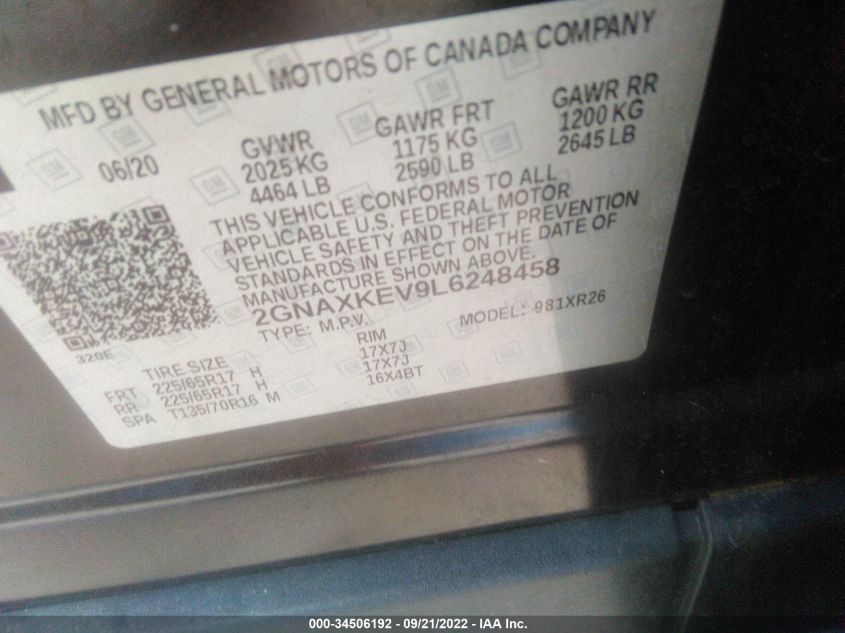 MFD BY GENERAL MOTORS OF CANADA COMPANY
06/20 GVWR GAWR FRT GAWR RR
2025 KG 1175 KG 1200 KG
4464 LB 2590 LB 2645 LB
THIS VEHICLE CONFORMS TO ALL
APPLICABLE U.S. FEDERAL MOTOR
VEHICLE SAFETY AND THEFT PREVENTION
STANDARDS IN EFFECT ON THE DATE OF
MANUFACTURE SHOWN ABOVE.
2GNAXKEV9L6248458
TYPE: M.P.V. MODEL: 981XR26
320E
TIRE SIZE RIM
FRT 225/65R17 H 17X7J
RR 225/65R17 H 17X7J
SPA T135/70R16 M 16X4BT
000-34506192 - 09/21/2022 - IAA Inc.